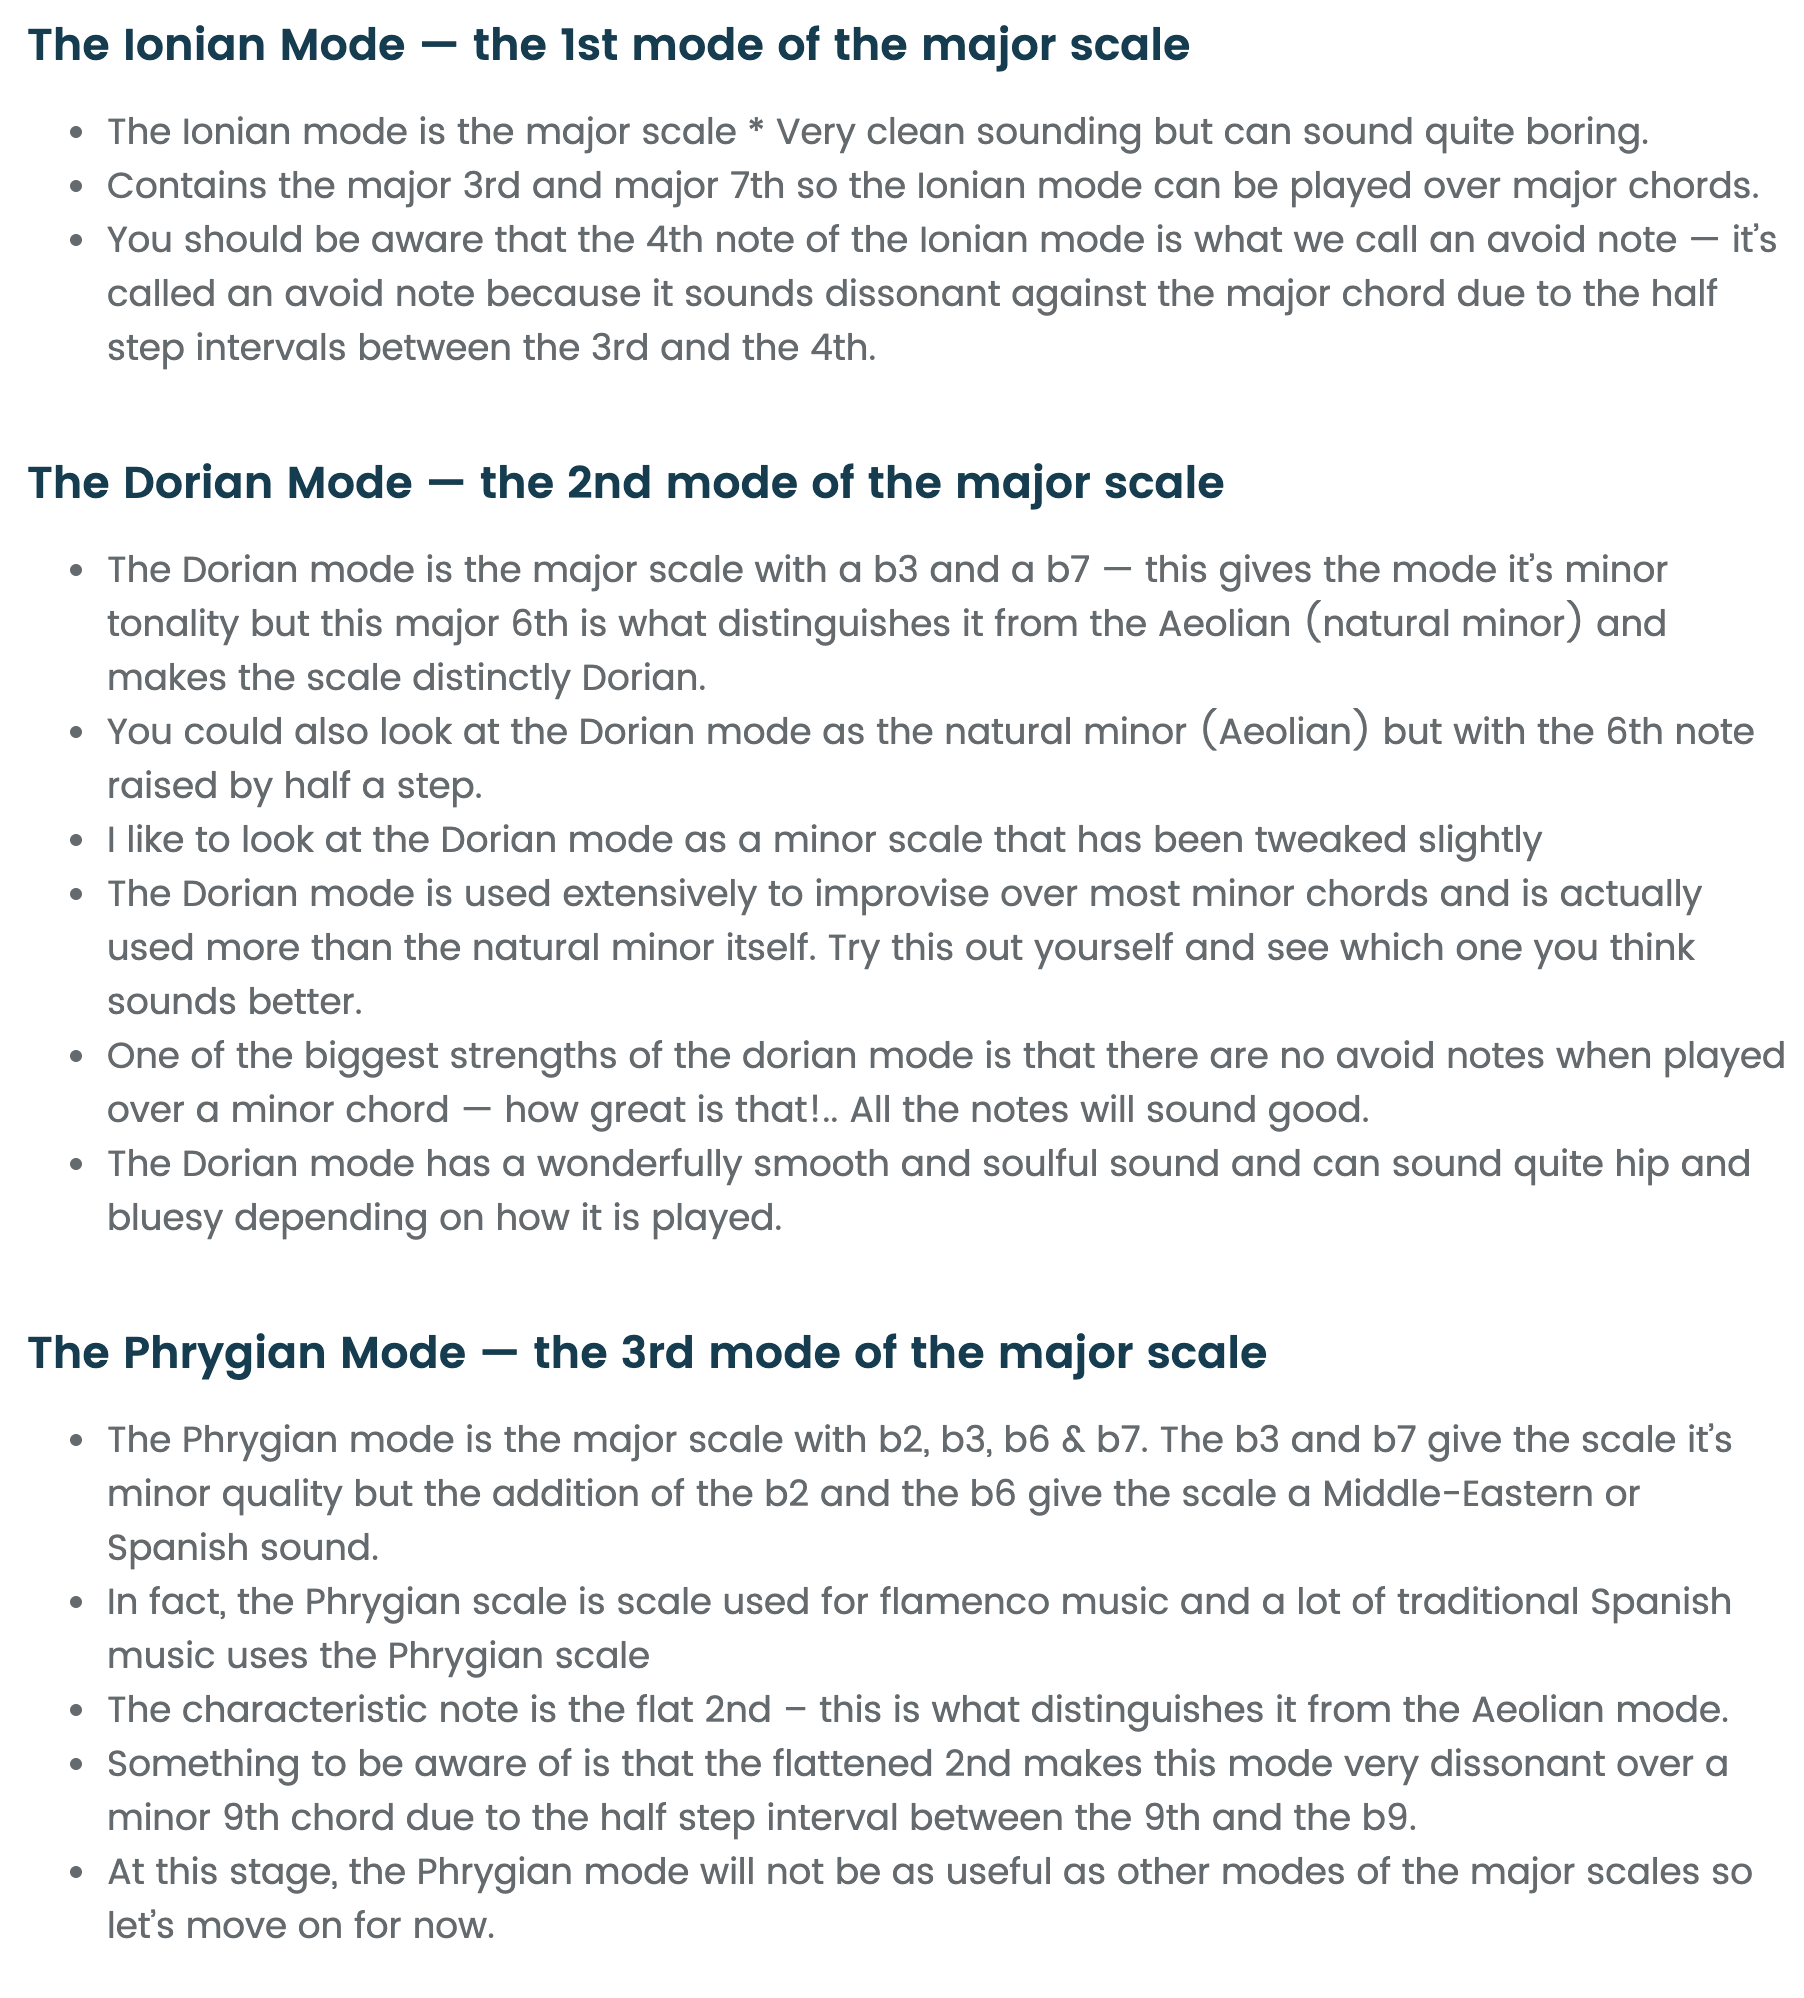 The Ionian Mode — the 1st mode of the major scale
• The Ionian mode is the major scale * Very clean sounding but can sound quite boring.
• Contains the major 3rd and major 7th so the Ionian mode can be played over major chords.
• You should be aware that the 4th note of the Ionian mode is what we call an avoid note — it’s
called an avoid note because it sounds dissonant against the major chord due to the half
step intervals between the 3rd and the 4th.
The Dorian Mode — the 2nd mode of the major scale
• The Dorian mode is the major scale with a b3 and a b7 — this gives the mode it’s minor
tonality but this major 6th is what distinguishes it from the Aeolian (natural minor) and
makes the scale distinctly Dorian.
• You could also look at the Dorian mode as the natural minor (Aeolian) but with the 6th note
raised by half a step.
• I like to look at the Dorian mode as a minor scale that has been tweaked slightly
• The Dorian mode is used extensively to improvise over most minor chords and is actually
used more than the natural minor itself. Try this out yourself and see which one you think
sounds better.
• One of the biggest strengths of the dorian mode is that there are no avoid notes when played
over a minor chord — how great is that!.. All the notes will sound good.
• The Dorian mode has a wonderfully smooth and soulful sound and can sound quite hip and
bluesy depending on how it is played.
The Phrygian Mode — the 3rd mode of the major scale
• The Phrygian mode is the major scale with b2, b3, b6 & b7. The b3 and b7 give the scale it’s
minor quality but the addition of the b2 and the b6 give the scale a Middle-Eastern or
Spanish sound.
• In fact, the Phrygian scale is scale used for flamenco music and a lot of traditional Spanish
music uses the Phrygian scale
• The characteristic note is the flat 2nd – this is what distinguishes it from the Aeolian mode.
• Something to be aware of is that the flattened 2nd makes this mode very dissonant over a
minor 9th chord due to the half step interval between the 9th and the b9.
• At this stage, the Phrygian mode will not be as useful as other modes of the major scales so
let’s move on for now.